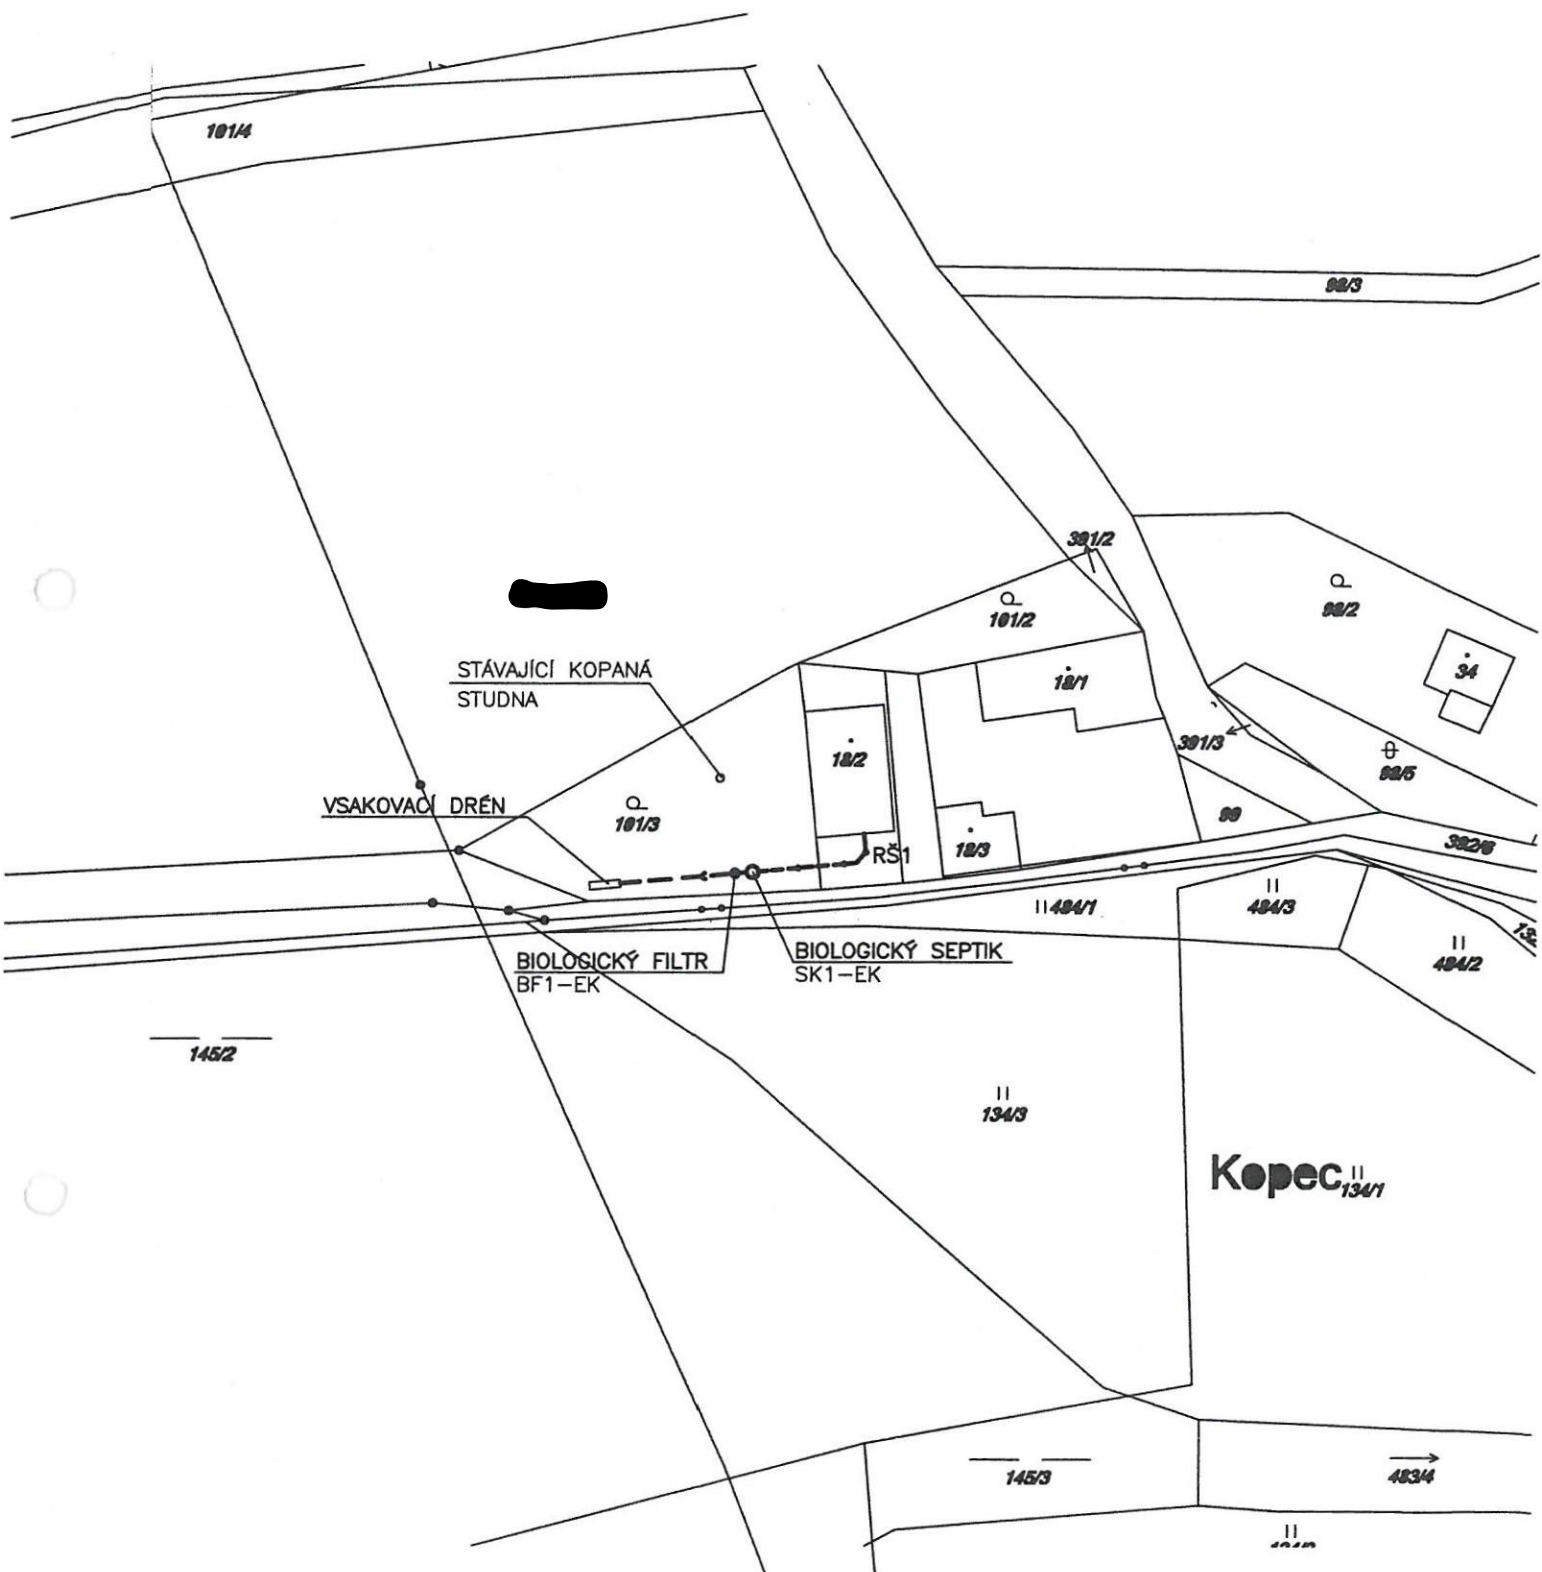 101/4
98/3
391/2
98/2
101/2
34
STÁVAJÍCÍ KOPANÁ
STUDNA
18/1
391/3
18/2
98/5
VSAKOVACÍ DRÉN
101/3
99
RŠ1
18/3
392/6
484/1
484/3
484/2
BIOLOGICKÝ FILTR
BF1-EK
BIOLOGICKÝ SEPTIK
SK1-EK
145/2
134/3
Kopec
134/1
145/3
483/4